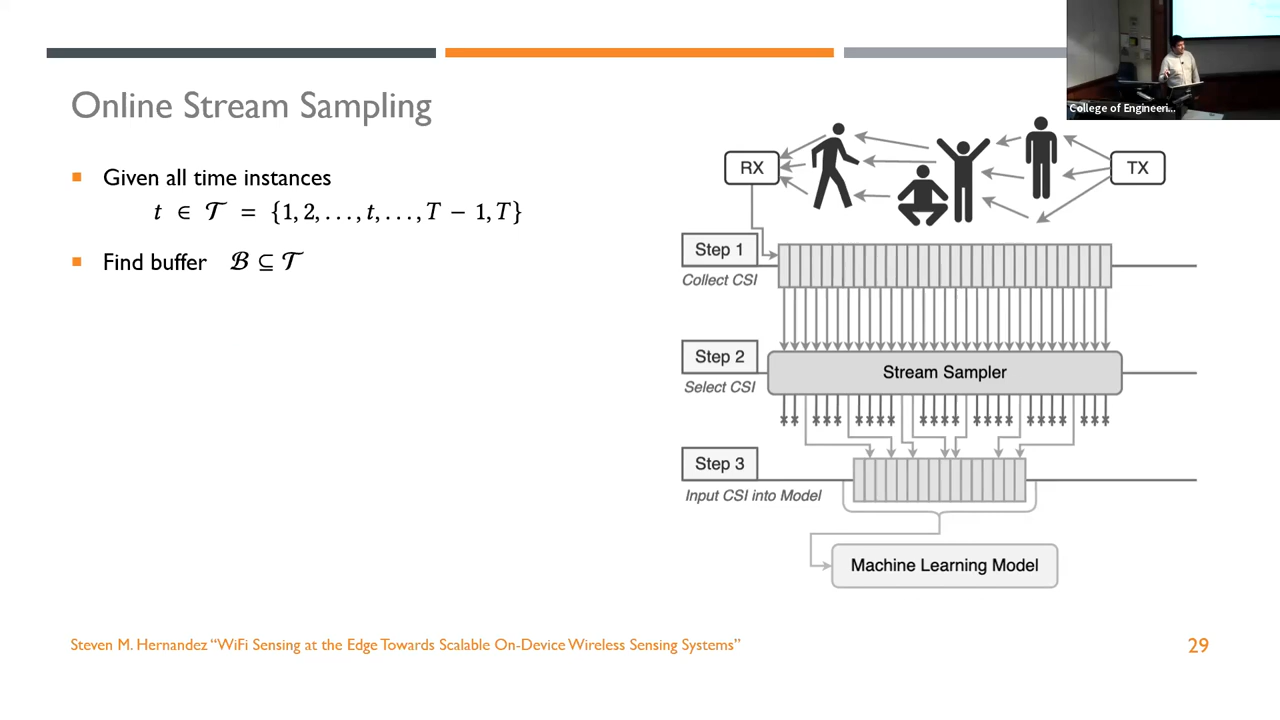 College of Engineeri...
Online Stream Sampling
Given all time instances
t ∈ 𝒯 = {1, 2, . . . , t, . . . , T − 1, T}
Find buffer ℬ ⊆ 𝒯
RX
TX
Step 1
Collect CSI
Step 2
Select CSI
Stream Sampler
Step 3
Input CSI into Model
Machine Learning Model
Steven M. Hernandez “WiFi Sensing at the Edge Towards Scalable On-Device Wireless Sensing Systems”
29